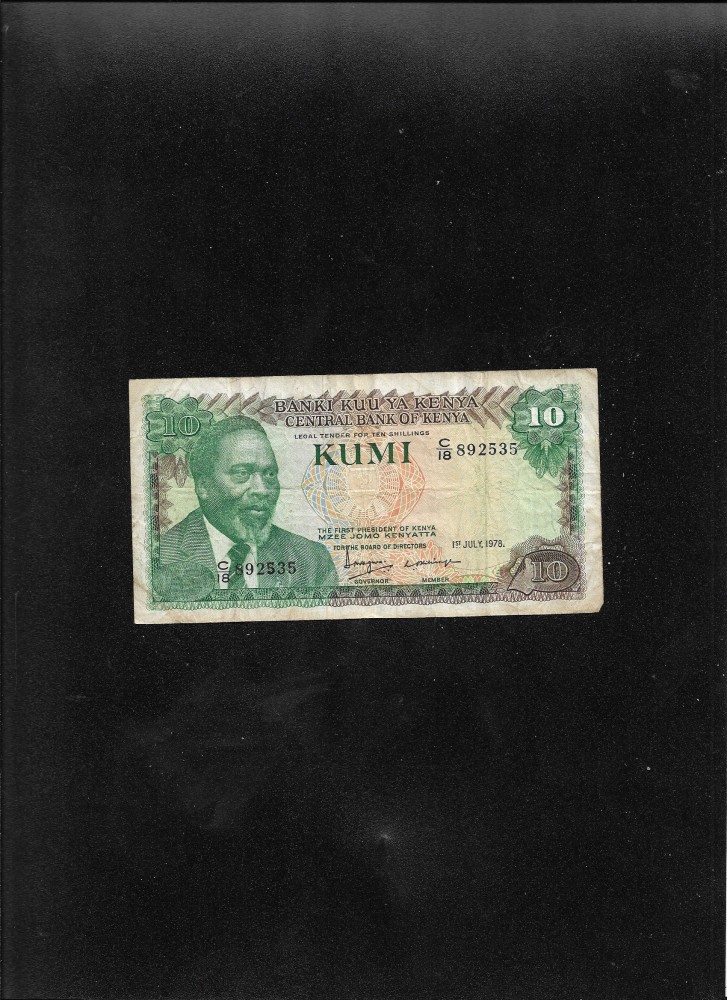 BANKI KUU YA KENYA
CENTRAL BANK OF KENYA
10
10
LEGAL TENDER FOR TEN SHILLINGS
KUMI
C/18 892535
THE FIRST PRESIDENT OF KENYA
MZEE JOMO KENYATTA
FOR THE BOARD OF DIRECTORS
1ST JULY, 1978.
C/18 892535
GOVERNOR
MEMBER
10